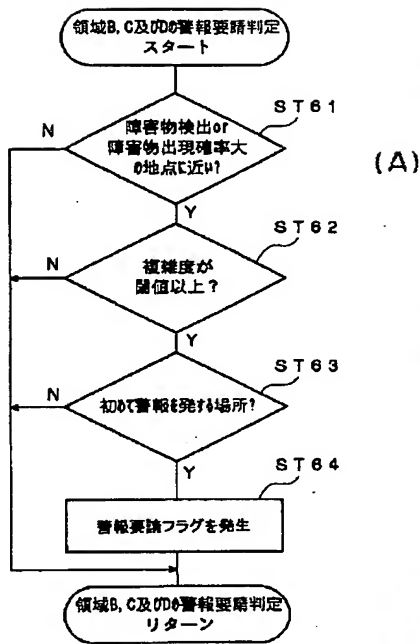 領域B，C及びDの警報要請判定
スタート
ST61
N
障害物検出or
障害物出現確率大
の地点に近い？
(A)
Y
ST62
N
複雑度が
閾値以上？
Y
ST63
N
初めて警報を発する場所？
Y
ST64
警報要請フラグを発生
領域B，C及びDの警報要請判定
リターン